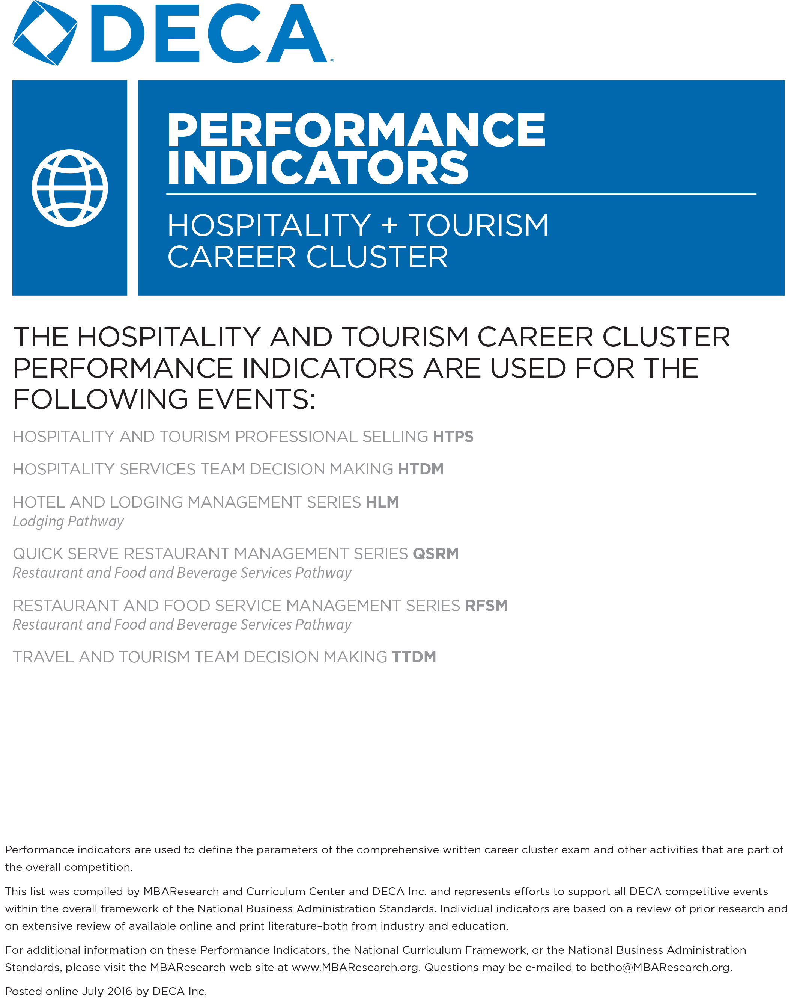 DECA®
PERFORMANCE
INDICATORS
HOSPITALITY + TOURISM
CAREER CLUSTER
THE HOSPITALITY AND TOURISM CAREER CLUSTER
PERFORMANCE INDICATORS ARE USED FOR THE
FOLLOWING EVENTS:
HOSPITALITY AND TOURISM PROFESSIONAL SELLING HTPS
HOSPITALITY SERVICES TEAM DECISION MAKING HTDM
HOTEL AND LODGING MANAGEMENT SERIES HLM
Lodging Pathway
QUICK SERVE RESTAURANT MANAGEMENT SERIES QSRM
Restaurant and Food and Beverage Services Pathway
RESTAURANT AND FOOD SERVICE MANAGEMENT SERIES RFSM
Restaurant and Food and Beverage Services Pathway
TRAVEL AND TOURISM TEAM DECISION MAKING TTDM
Performance indicators are used to define the parameters of the comprehensive written career cluster exam and other activities that are part of
the overall competition.
This list was compiled by MBAResearch and Curriculum Center and DECA Inc. and represents efforts to support all DECA competitive events
within the overall framework of the National Business Administration Standards. Individual indicators are based on a review of prior research and
on extensive review of available online and print literature–both from industry and education.
For additional information on these Performance Indicators, the National Curriculum Framework, or the National Business Administration
Standards, please visit the MBAResearch web site at www.MBAResearch.org. Questions may be e-mailed to betho@MBAResearch.org.
Posted online July 2016 by DECA Inc.